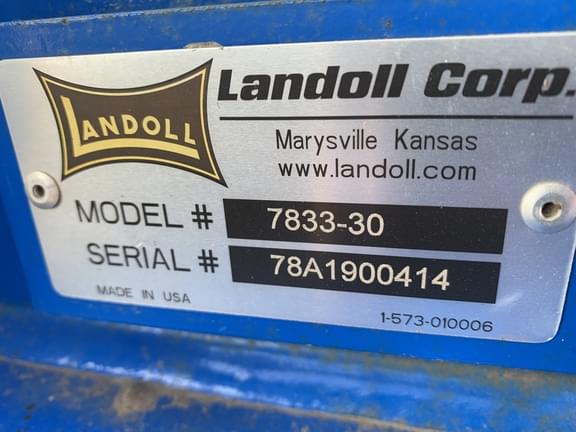 LANDOLL
Landoll Corp.
Marysville Kansas
www.landoll.com
MODEL # 7833-30
SERIAL # 78A1900414
MADE IN USA
1-573-010006